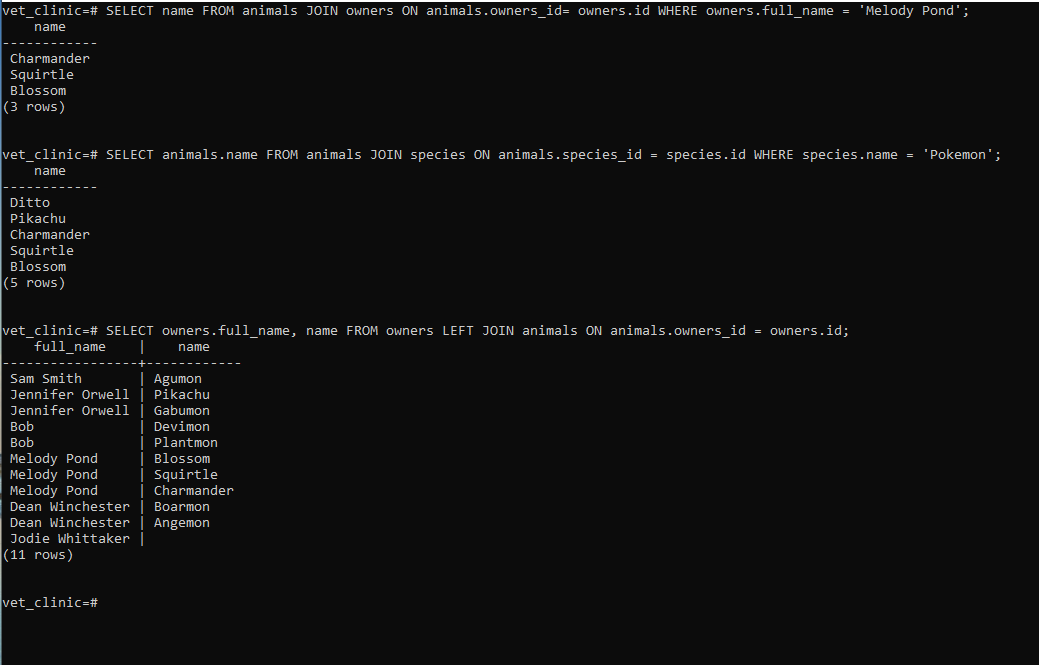 vet_clinic=# SELECT name FROM animals JOIN owners ON animals.owners_id= owners.id WHERE owners.full_name = 'Melody Pond';
    name
------------
 Charmander
 Squirtle
 Blossom
(3 rows)

vet_clinic=# SELECT animals.name FROM animals JOIN species ON animals.species_id = species.id WHERE species.name = 'Pokemon';
    name
------------
 Ditto
 Pikachu
 Charmander
 Squirtle
 Blossom
(5 rows)

vet_clinic=# SELECT owners.full_name, name FROM owners LEFT JOIN animals ON animals.owners_id = owners.id;
    full_name    |    name
-----------------+------------
 Sam Smith       | Agumon
 Jennifer Orwell | Pikachu
 Jennifer Orwell | Gabumon
 Bob             | Devimon
 Bob             | Plantmon
 Melody Pond     | Blossom
 Melody Pond     | Squirtle
 Melody Pond     | Charmander
 Dean Winchester | Boarmon
 Dean Winchester | Angemon
 Jodie Whittaker |
(11 rows)

vet_clinic=#